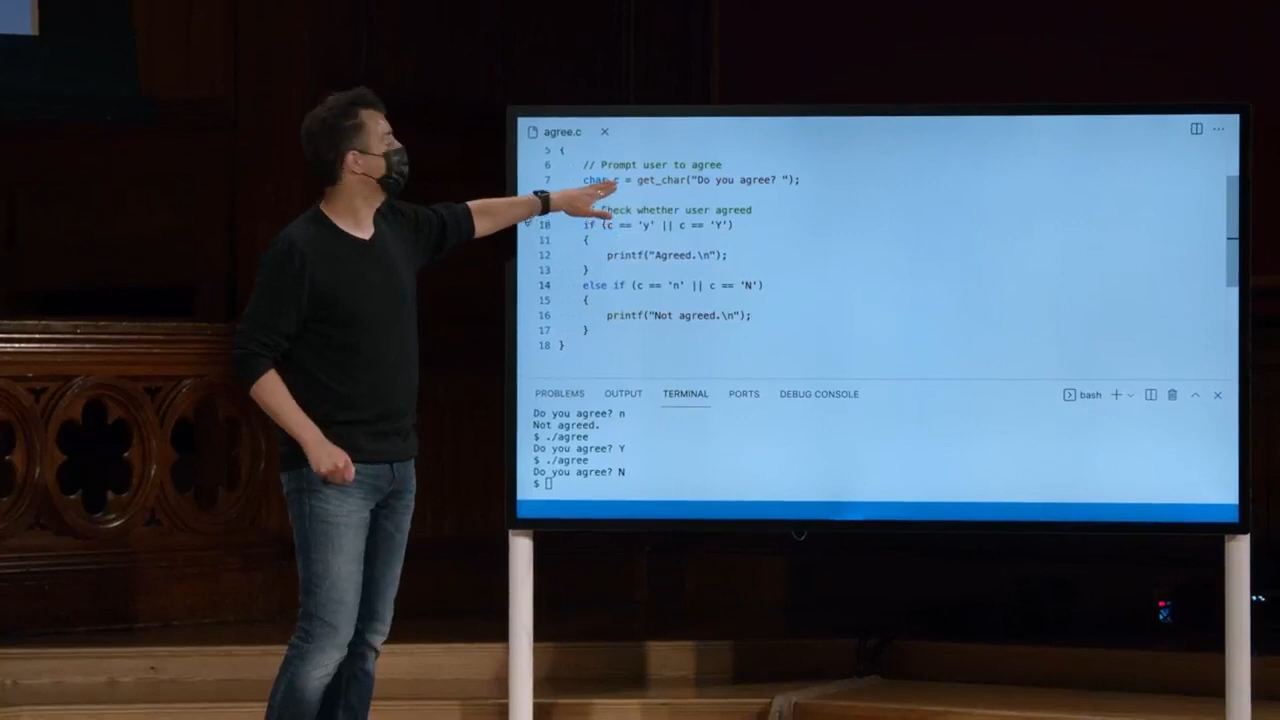 agree.c
5 {
6 // Prompt user to agree
7 char c = get_char("Do you agree? ");
Check whether user agreed
10 if (c == 'y' || c == 'Y')
11 {
12 printf("Agreed.\n");
13 }
14 else if (c == 'n' || c == 'N')
15 {
16 printf("Not agreed.\n");
17 }
18 }
PROBLEMS OUTPUT TERMINAL PORTS DEBUG CONSOLE bash
Do you agree? n
Not agreed.
$ ./agree
Do you agree? Y
$ ./agree
Do you agree? N
$